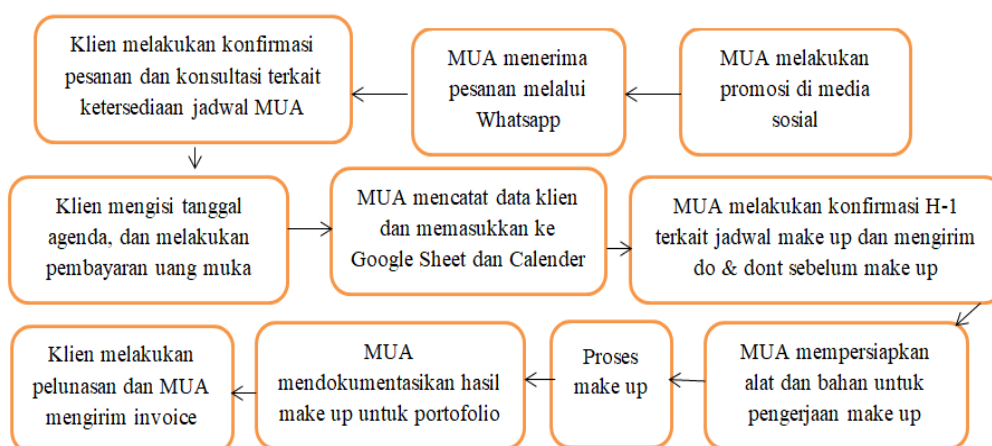 Klien melakukan konfirmasi
pesanan dan konsultasi terkait
ketersediaan jadwal MUA
MUA menerima
pesanan melalui
Whatsapp
MUA melakukan
promosi di media
sosial
Klien mengisi tanggal
agenda, dan melakukan
pembayaran uang muka
MUA mencatat data klien
dan memasukkan ke
Google Sheet dan Calender
MUA melakukan konfirmasi H-1
terkait jadwal make up dan mengirim
do & dont sebelum make up
Klien melakukan
pelunasan dan MUA
mengirim invoice
MUA
mendokumentasikan hasil
make up untuk portofolio
Proses
make up
MUA mempersiapkan
alat dan bahan untuk
pengerjaan make up